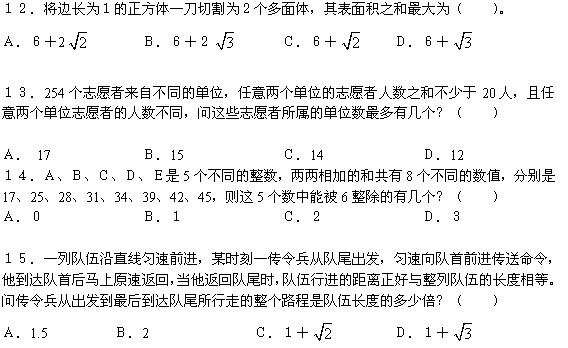 １２．将边长为1的正方体一刀切割为2个多面体，其表面积之和最大为（　　）。
A．6+2√2　　B．6+2√3　　C．6+√2　　D．6+√3
１３．254个志愿者来自不同的单位，任意两个单位的志愿者人数之和不少于20人，且任
意两个单位志愿者的人数不同，问这些志愿者所属的单位数最多有几个？（　　）
A．17　　B．15　　C．14　　D．12
１４．A、B、C、D、E是5个不同的整数，两两相加的和共有8个不同的数值，分别是
17、25、28、31、34、39、42、45，则这5个数中能被6整除的有几个？（　　）
A．0　　B．1　　C．2　　D．3
１５．一列队伍沿直线匀速前进，某时刻一传令兵从队尾出发，匀速向队首前进传送命令，
他到达队首后马上原速返回，当他返回队尾时，队伍行进的距离正好与整列队伍的长度相等。
问传令兵从出发到最后到达队尾所行走的整个路程是队伍长度的多少倍？（　　）
A．1.5　　B．2　　C．1+√2　　D．1+√3